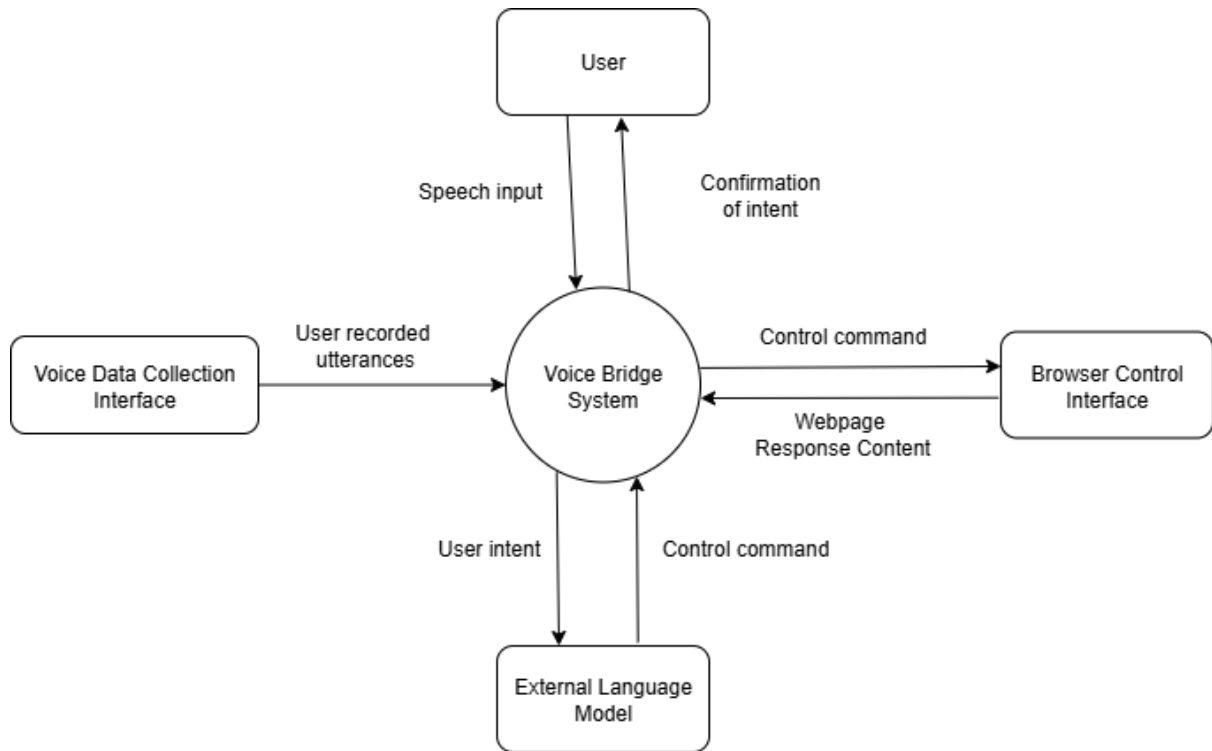 User
Speech input
Confirmation
of intent
User recorded
utterances
Control command
Voice Data Collection
Interface
Voice Bridge
System
Browser Control
Interface
Webpage
Response Content
User intent
Control command
External Language
Model